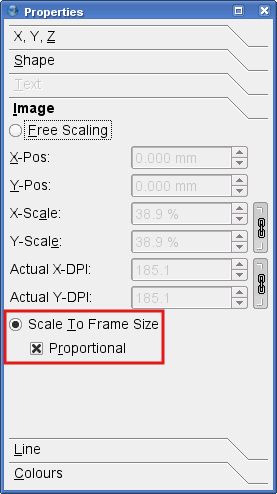 Properties
X, Y, Z
Shape
Text
Image
Free Scaling
X-Pos: 0.000 mm
Y-Pos: 0.000 mm
X-Scale: 38.9 %
Y-Scale: 38.9 %
Actual X-DPI: 185.1
Actual Y-DPI: 185.1
Scale To Frame Size
Proportional
Line
Colours